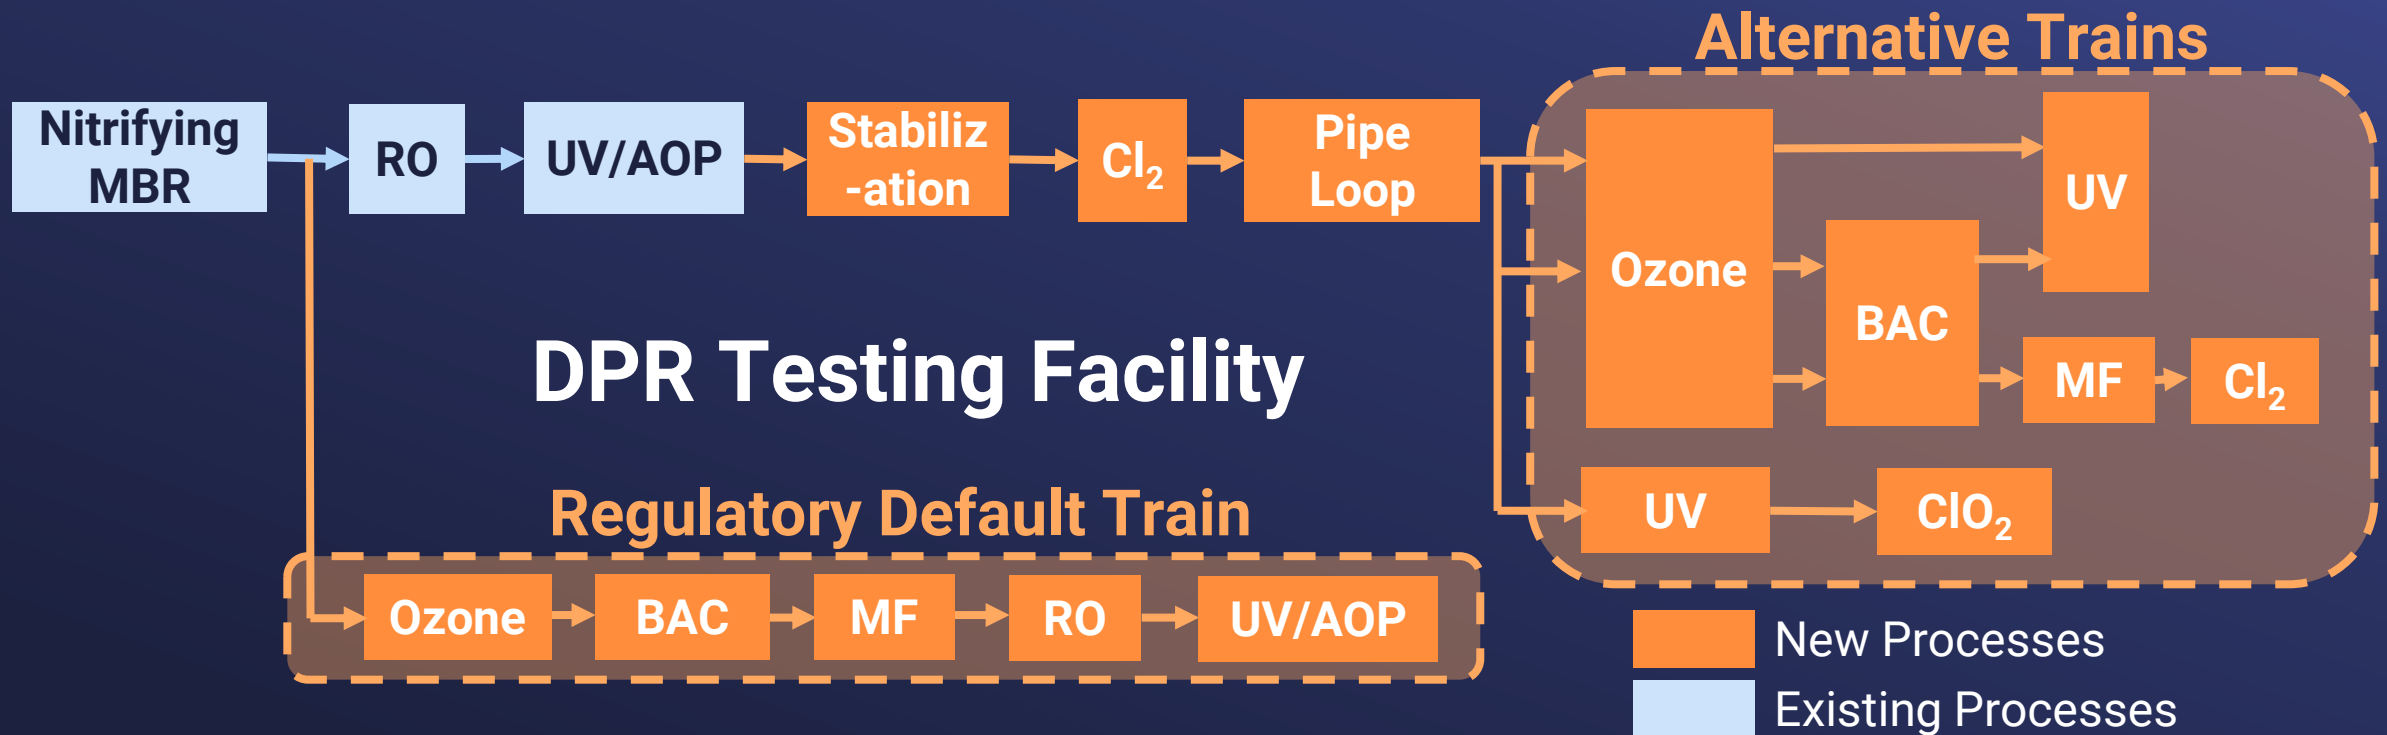 Alternative Trains
Nitrifying
MBR
RO
UV/AOP
Stabiliz
-ation
Cl₂
Pipe
Loop
Ozone
UV
BAC
MF
Cl₂
UV
ClO₂
DPR Testing Facility
Regulatory Default Train
Ozone
BAC
MF
RO
UV/AOP
New Processes
Existing Processes